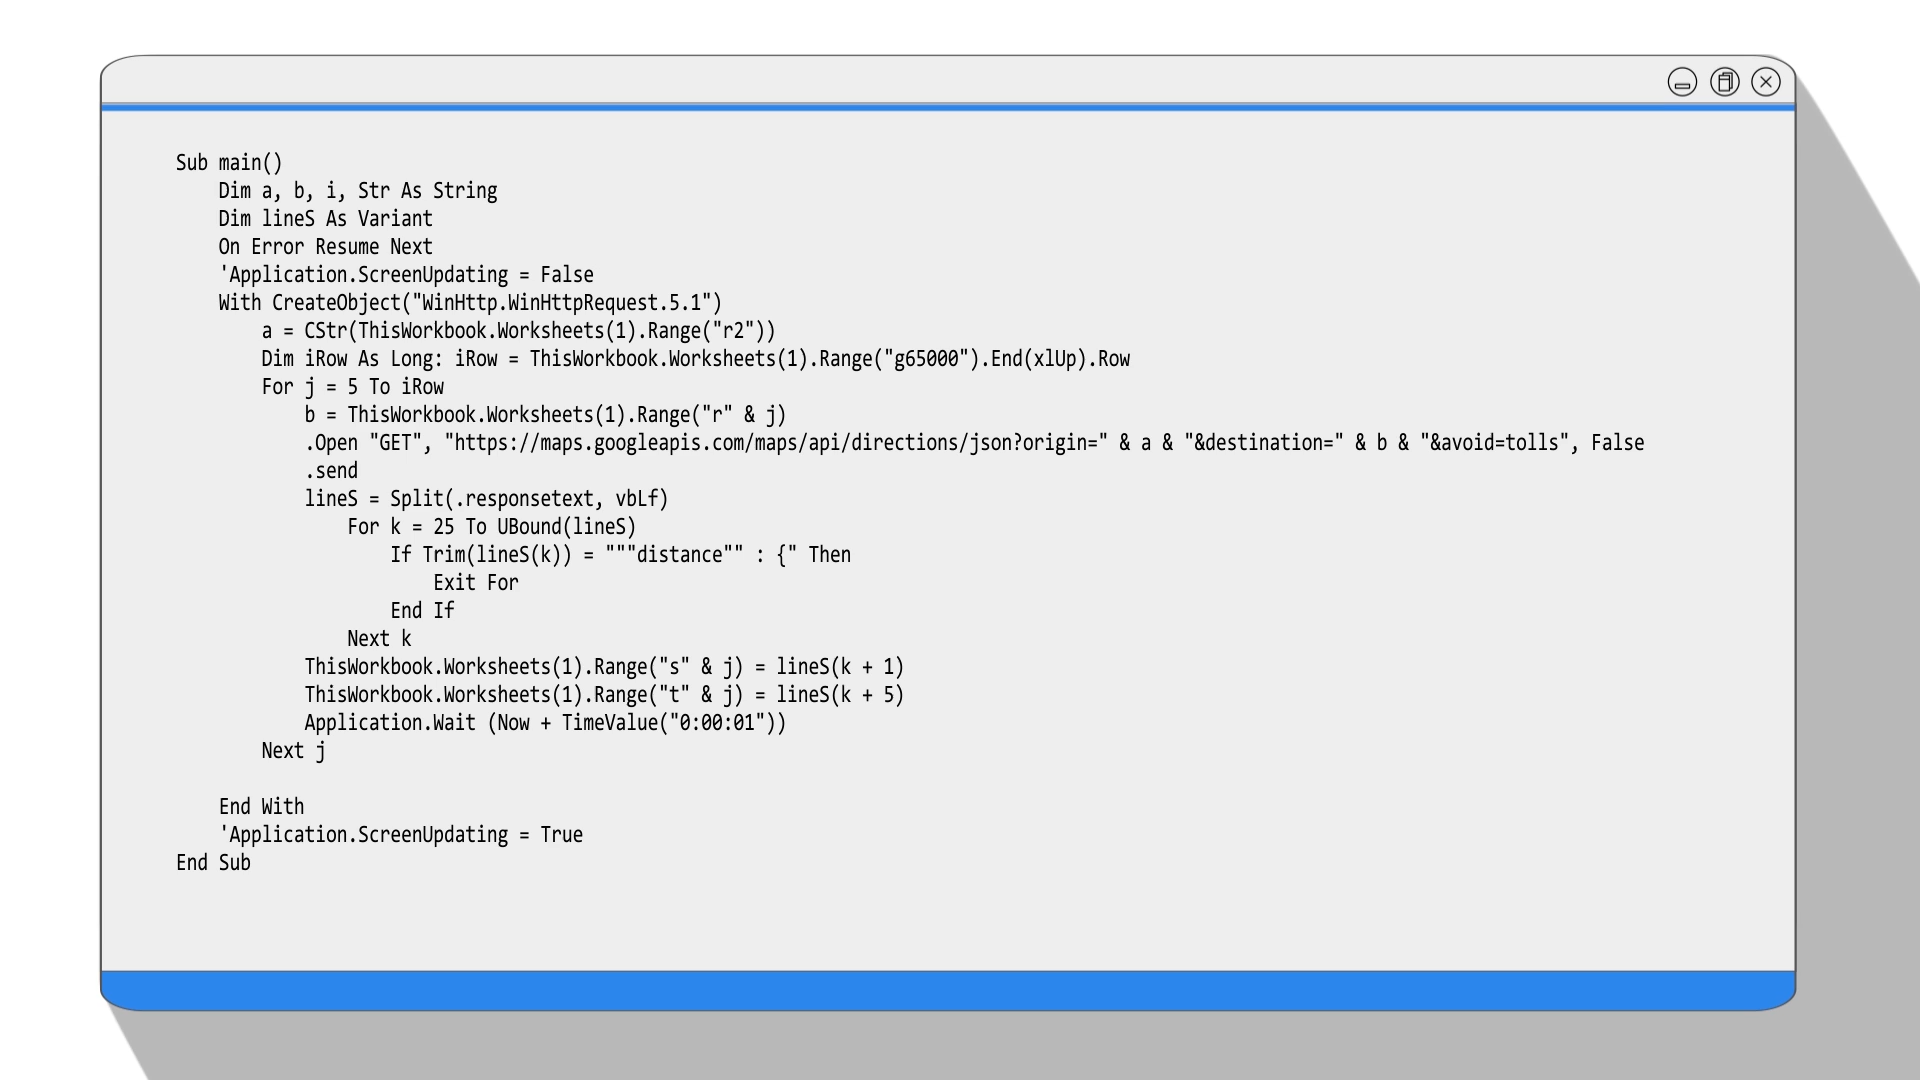 Sub main()
    Dim a, b, i, Str As String
    Dim lineS As Variant
    On Error Resume Next
    'Application.ScreenUpdating = False
    With CreateObject("WinHttp.WinHttpRequest.5.1")
        a = CStr(ThisWorkbook.Worksheets(1).Range("r2"))
        Dim iRow As Long: iRow = ThisWorkbook.Worksheets(1).Range("g65000").End(xlUp).Row
        For j = 5 To iRow
            b = ThisWorkbook.Worksheets(1).Range("r" & j)
            .Open "GET", "https://maps.googleapis.com/maps/api/directions/json?origin=" & a & "&destination=" & b & "&avoid=tolls", False
            .send
            lineS = Split(.responsetext, vbLf)
                For k = 25 To UBound(lineS)
                    If Trim(lineS(k)) = """distance"" : {" Then
                        Exit For
                    End If
                Next k
            ThisWorkbook.Worksheets(1).Range("s" & j) = lineS(k + 1)
            ThisWorkbook.Worksheets(1).Range("t" & j) = lineS(k + 5)
            Application.Wait (Now + TimeValue("0:00:01"))
        Next j

    End With
    'Application.ScreenUpdating = True
End Sub